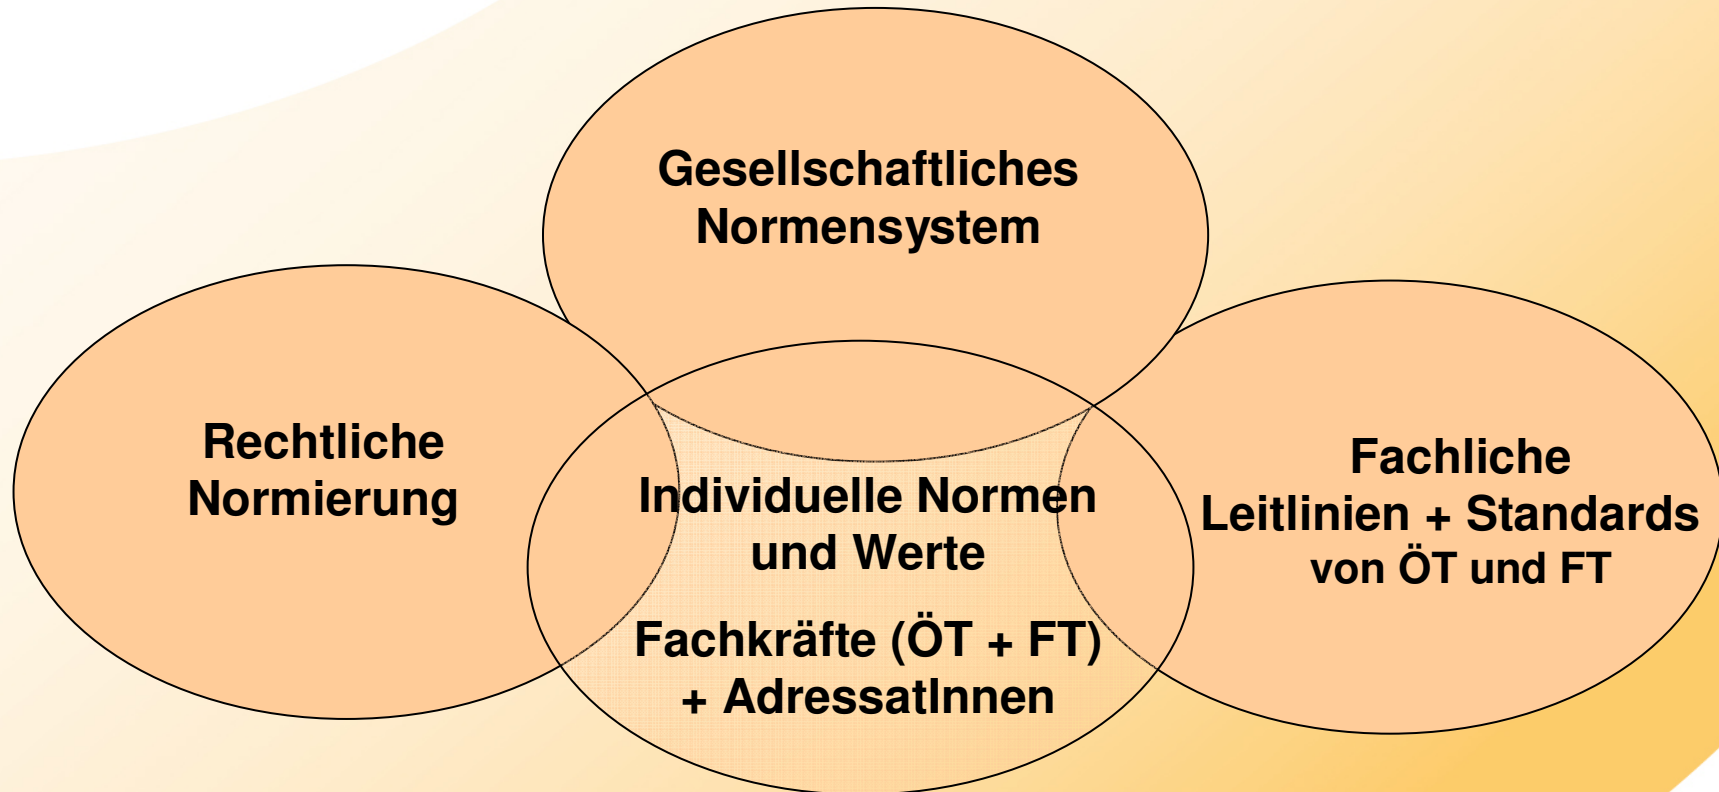 Gesellschaftliches
Normensystem
Rechtliche
Normierung
Individuelle Normen
und Werte
Fachkräfte (ÖT + FT)
+ AdressatInnen
Fachliche
Leitlinien + Standards
von ÖT und FT